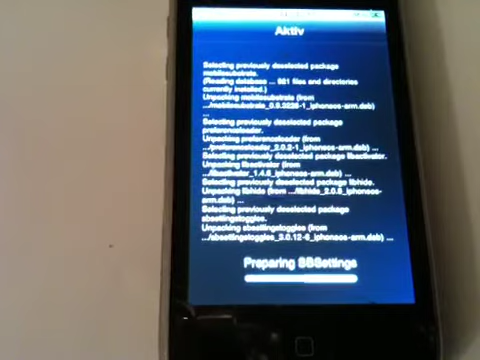 Aktiv
Selecting previously deselected package
mobilesubstrate.
(Reading database ... 921 files and directories
currently installed.)
Unpacking mobilesubstrate (from
.../mobilesubstrate_0.9.3228-1_iphoneos-arm.deb)
...
Selecting previously deselected package
preferenceloader.
Unpacking preferenceloader (from
.../preferenceloader_2.0.2-1_iphoneos-arm.deb) ...
Selecting previously deselected package libactivator.
Unpacking libactivator (from
.../libactivator_1.4.8_iphoneos-arm.deb) ...
Selecting previously deselected package libhide.
Unpacking libhide (from .../libhide_2.0.8_iphoneos-
arm.deb) ...
Selecting previously deselected package
sbsettingstoggles.
Unpacking sbsettingstoggles (from
.../sbsettingstoggles_3.0.12-6_iphoneos-arm.deb) ...
Preparing SBSettings